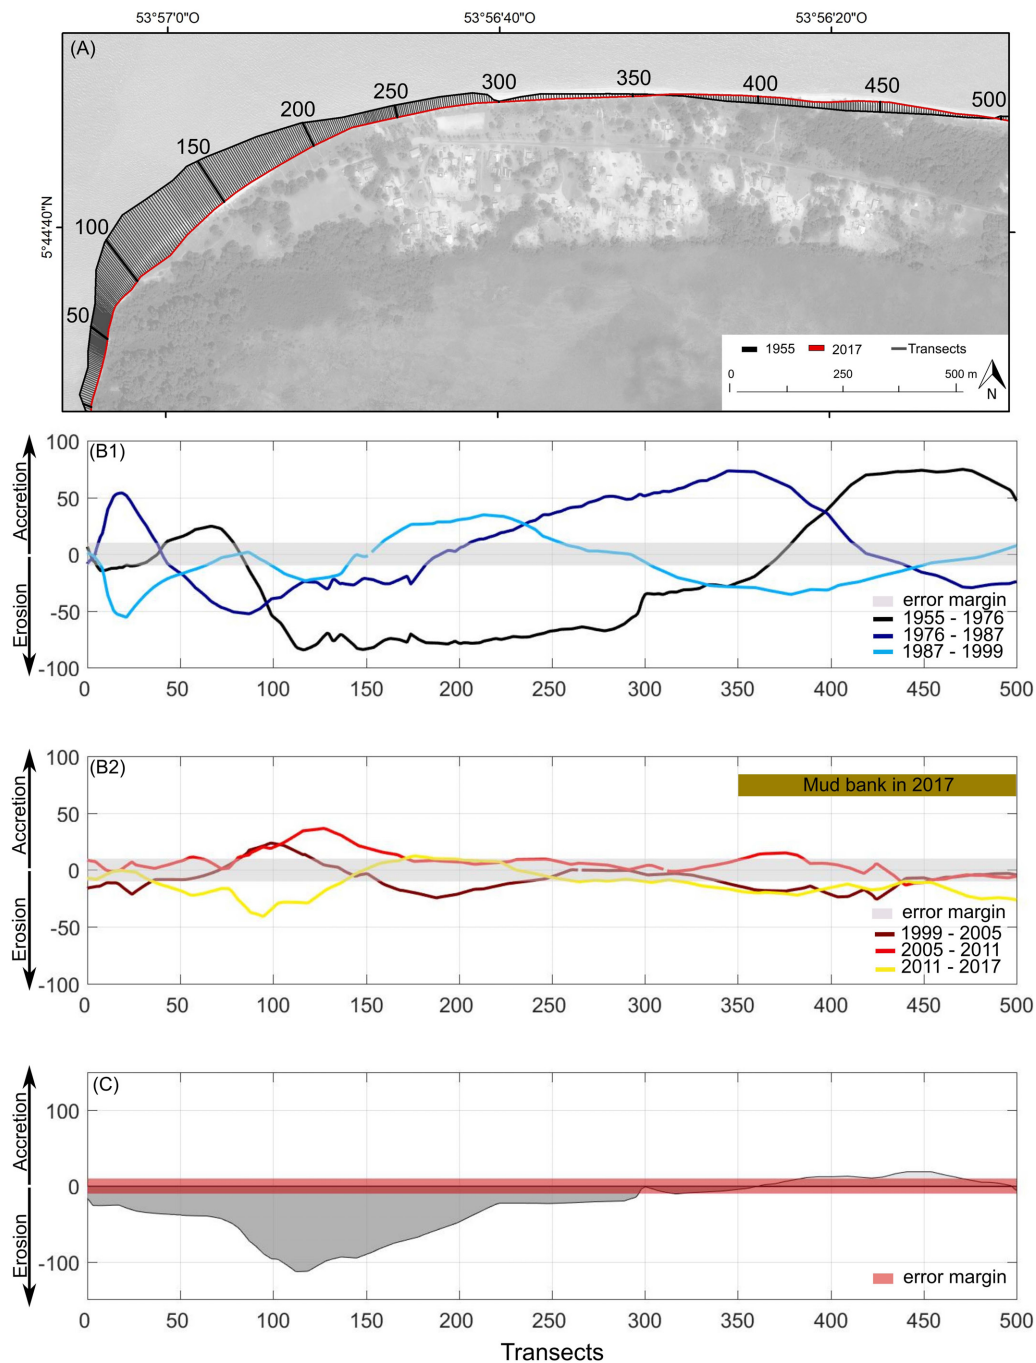 53°57'0"O 53°56'40"O 53°56'20"O
(A)
5°44'40"N
50 100 150 200 250 300 350 400 450 500
1955 2017 Transects
0 250 500 m
N
(B1)
Accretion
Erosion
100
50
0
-50
-100
error margin
1955 - 1976
1976 - 1987
1987 - 1999
0 50 100 150 200 250 300 350 400 450 500
(B2)
Accretion
Erosion
100
50
0
-50
-100
Mud bank in 2017
error margin
1999 - 2005
2005 - 2011
2011 - 2017
0 50 100 150 200 250 300 350 400 450 500
(C)
Accretion
Erosion
100
0
-100
error margin
0 50 100 150 200 250 300 350 400 450 500
Transects